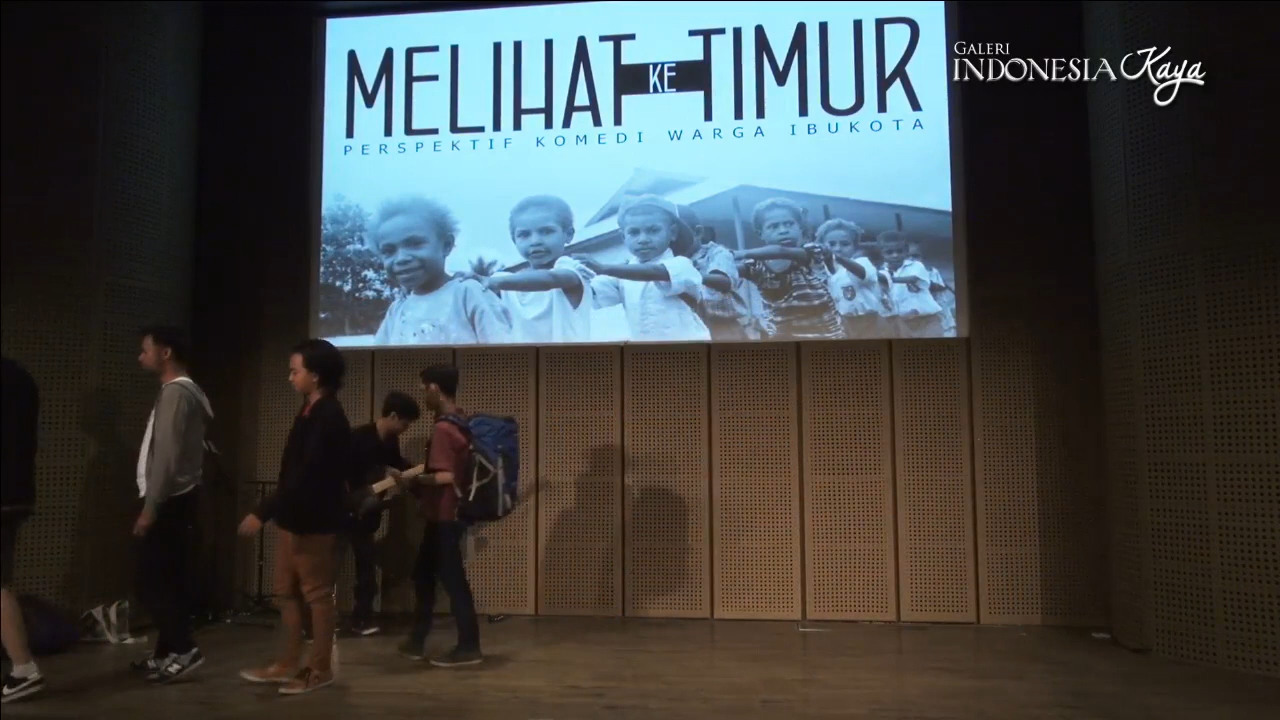 MELIHAT KE TIMUR
PERSPEKTIF KOMEDI WARGA IBUKOTA
GALERI
INDONESIA Kaya